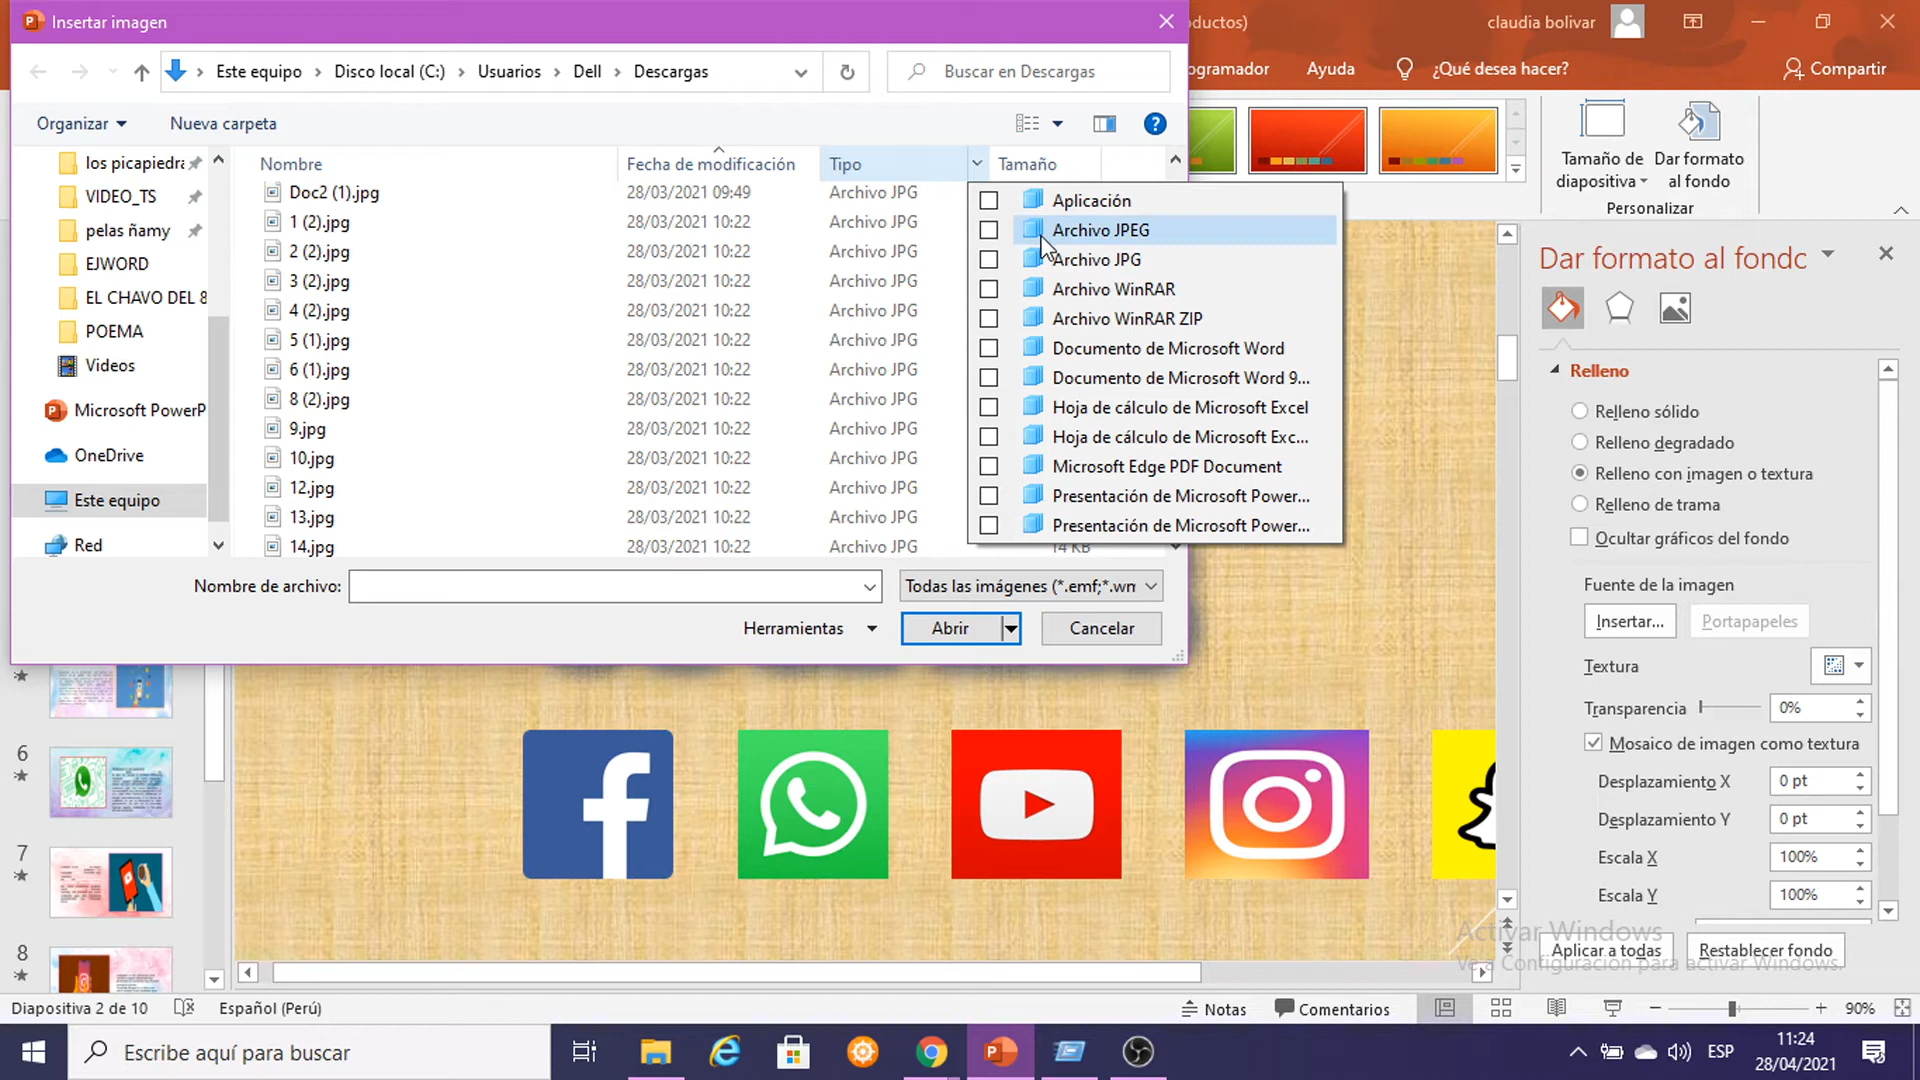 Insertar imagen
oductos)
claudia bolivar
Este equipo > Disco local (C:) > Usuarios > Dell > Descargas
Buscar en Descargas
ogramador
Ayuda
¿Qué desea hacer?
Compartir
Organizar
Nueva carpeta
Tamaño de diapositiva
Dar formato al fondo
Personalizar
Nombre
Fecha de modificación
Tipo
Tamaño
los picapiedra
VIDEO_TS
pelas ñamy
EJWORD
EL CHAVO DEL 8
POEMA
Videos
Microsoft PowerP
OneDrive
Este equipo
Red
Doc2 (1).jpg 28/03/2021 09:49 Archivo JPG
1 (2).jpg 28/03/2021 10:22 Archivo JPG
2 (2).jpg 28/03/2021 10:22 Archivo JPG
3 (2).jpg 28/03/2021 10:22 Archivo JPG
4 (2).jpg 28/03/2021 10:22 Archivo JPG
5 (1).jpg 28/03/2021 10:22 Archivo JPG
6 (1).jpg 28/03/2021 10:22 Archivo JPG
8 (2).jpg 28/03/2021 10:22 Archivo JPG
9.jpg 28/03/2021 10:22 Archivo JPG
10.jpg 28/03/2021 10:22 Archivo JPG
12.jpg 28/03/2021 10:22 Archivo JPG
13.jpg 28/03/2021 10:22 Archivo JPG
14.jpg 28/03/2021 10:22 Archivo JPG 14 KB
Aplicación
Archivo JPEG
Archivo JPG
Archivo WinRAR
Archivo WinRAR ZIP
Documento de Microsoft Word
Documento de Microsoft Word 9...
Hoja de cálculo de Microsoft Excel
Hoja de cálculo de Microsoft Exc...
Microsoft Edge PDF Document
Presentación de Microsoft Power...
Presentación de Microsoft Power...
Nombre de archivo:
Todas las imágenes (*.emf;*.wm
Herramientas
Abrir
Cancelar
Dar formato al fondo
Relleno
Relleno sólido
Relleno degradado
Relleno con imagen o textura
Relleno de trama
Ocultar gráficos del fondo
Fuente de la imagen
Insertar...
Portapapeles
Textura
Transparencia 0%
Mosaico de imagen como textura
Desplazamiento X 0 pt
Desplazamiento Y 0 pt
Escala X 100%
Escala Y 100%
Aplicar a todas
Restablecer fondo
Activar Windows
Ve a Configuración para activar Windows.
6
7
8
Diapositiva 2 de 10
Español (Perú)
Notas
Comentarios
90%
Escribe aquí para buscar
ESP
11:24
28/04/2021